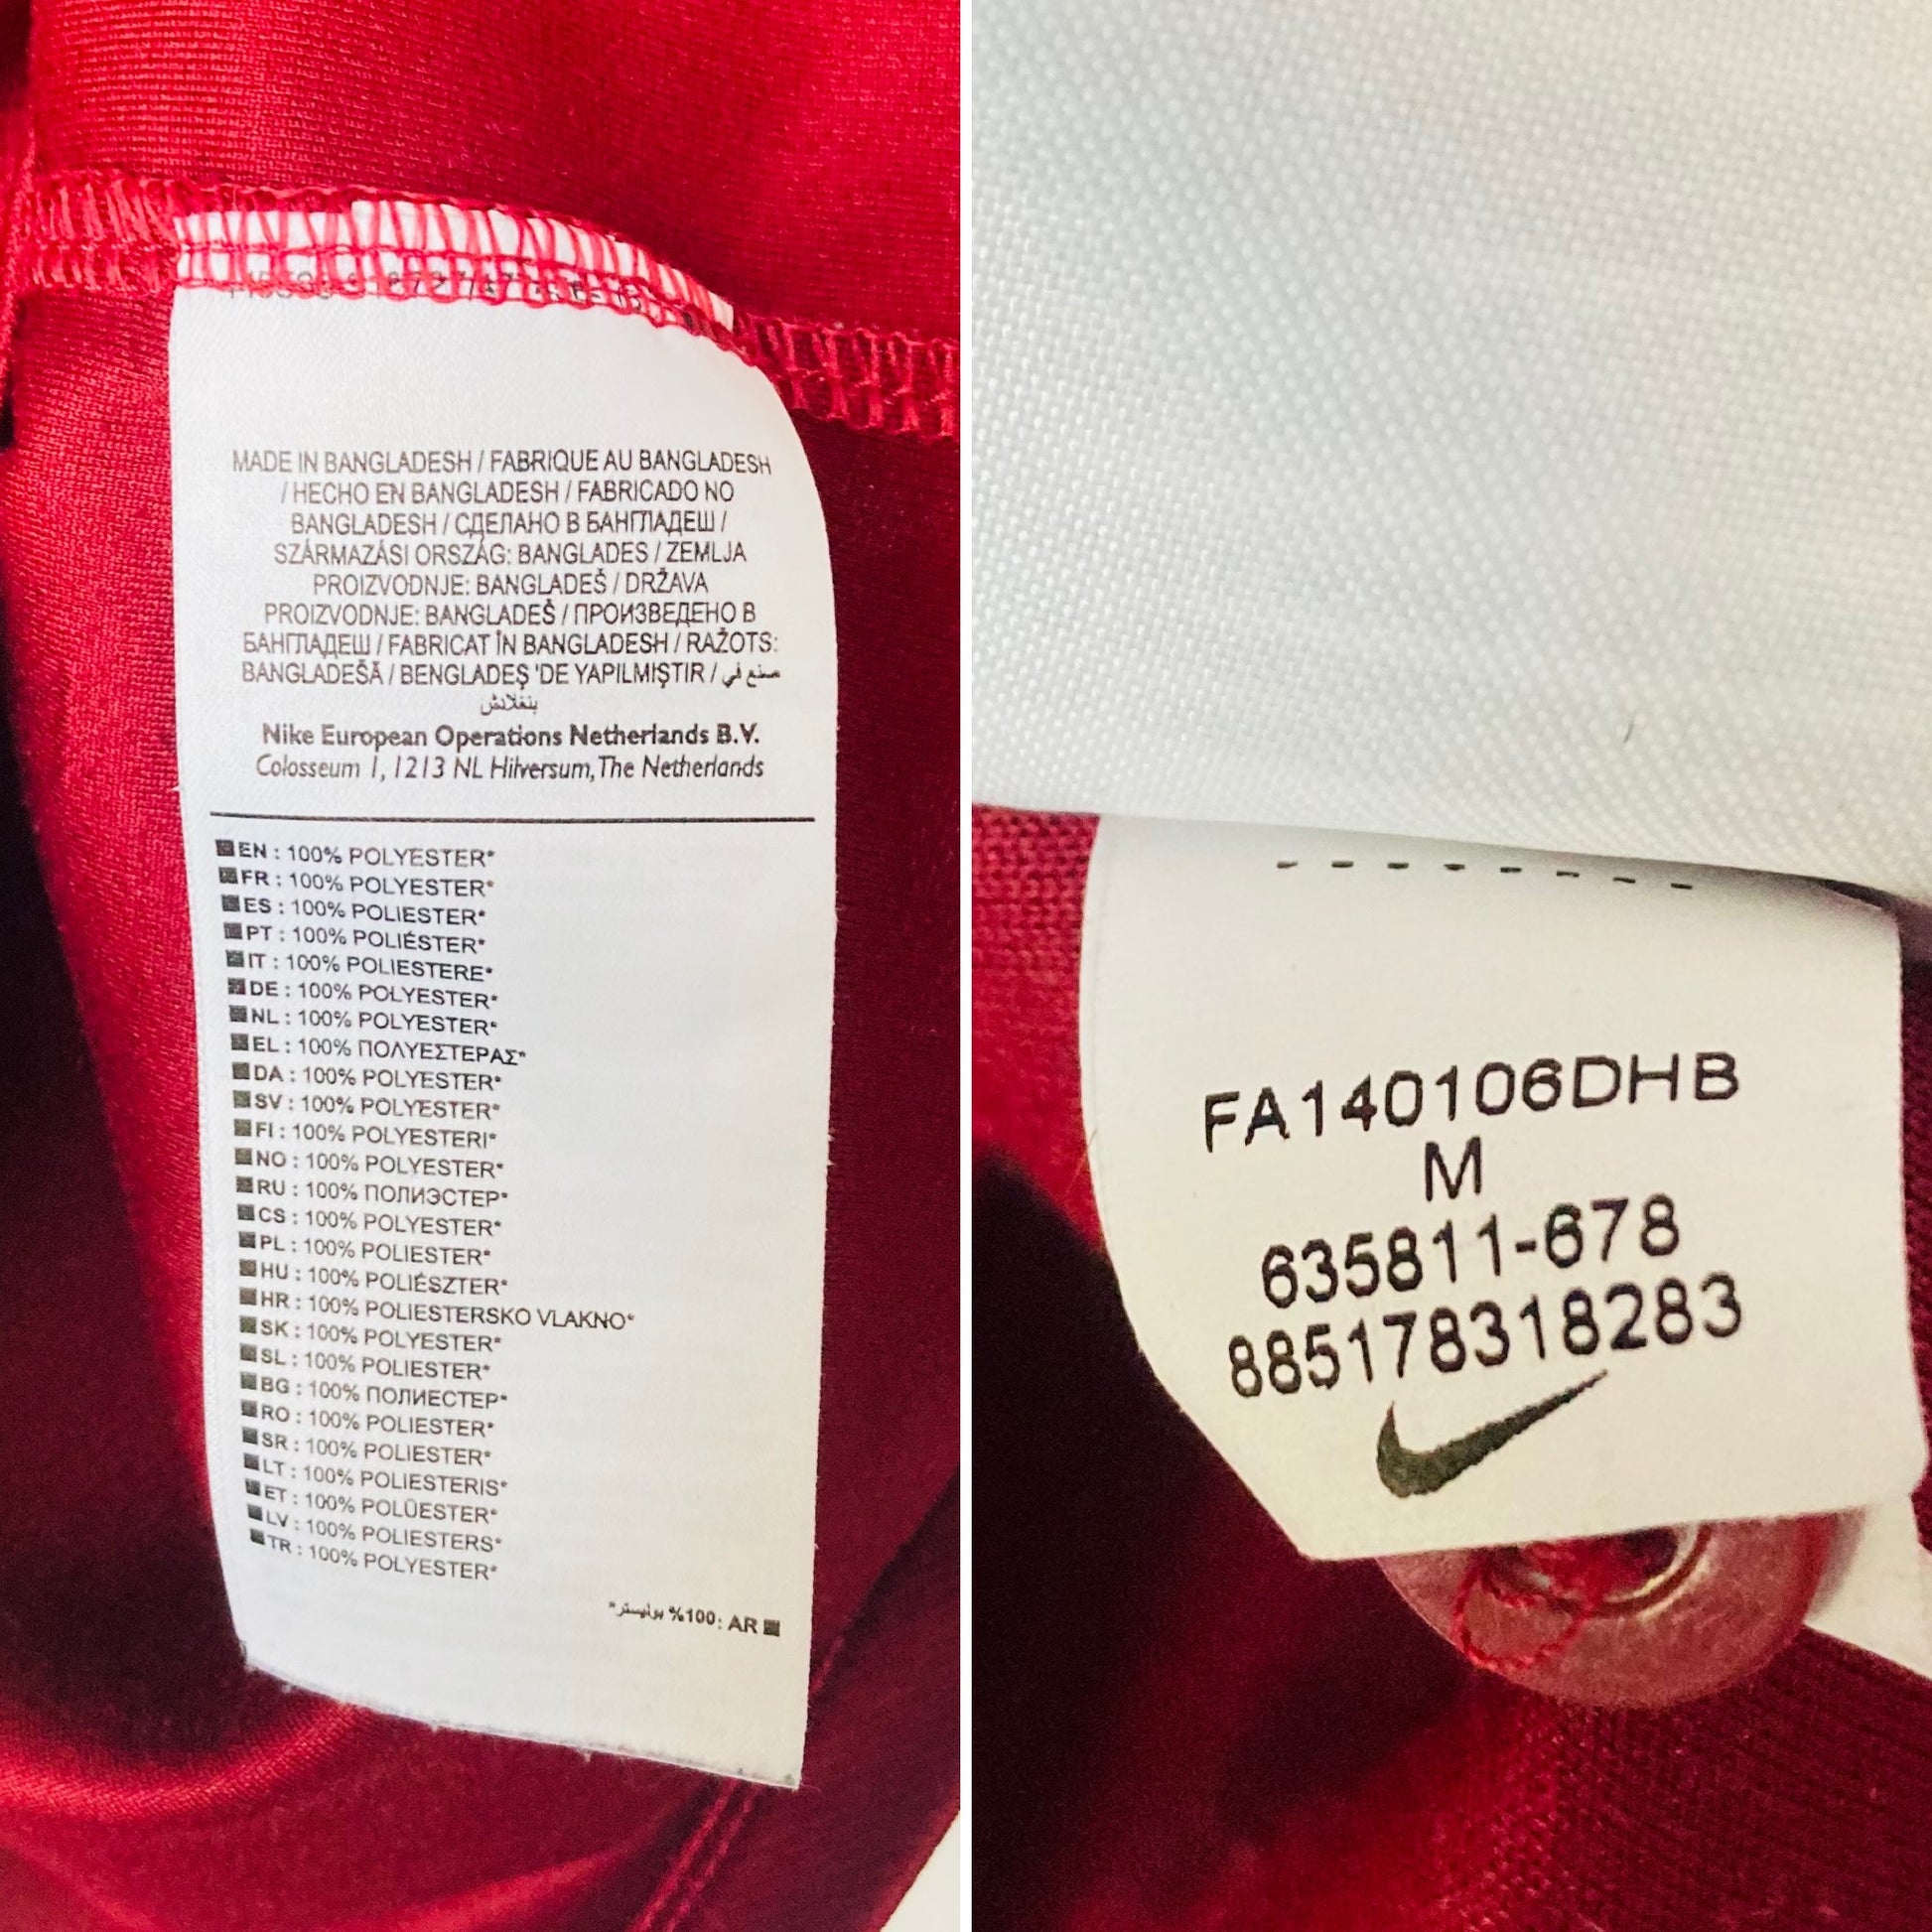 MADE IN BANGLADESH / FABRIQUE AU BANGLADESH
/ HECHO EN BANGLADESH / FABRICADO NO
BANGLADESH / СДЕЛАНО В БАНГЛАДЕШ /
SZÁRMAZÁSI ORSZÁG: BANGLADES / ZEMLJA
PROIZVODNJE: BANGLADEŠ / DRŽAVA
PROIZVODNJE: BANGLADEŠ / ПРОИЗВЕДЕНО В
БАНГЛАДЕШ / FABRICAT ÎN BANGLADESH / RAŽOTS:
BANGLADEŠĀ / BENGLADEŞ 'DE YAPILMIŞTIR / صنع في
بنغلادش
Nike European Operations Netherlands B.V.
Colosseum 1, 1213 NL Hilversum, The Netherlands
EN : 100% POLYESTER*
FR : 100% POLYESTER*
ES : 100% POLIESTER*
PT : 100% POLIÉSTER*
IT : 100% POLIESTERE*
DE : 100% POLYESTER*
NL : 100% POLYESTER*
EL : 100% ΠΟΛΥΕΣΤΕΡΑΣ*
DA : 100% POLYESTER*
SV : 100% POLYESTER*
FI : 100% POLYESTERI*
NO : 100% POLYESTER*
RU : 100% ПОЛИЭСТЕР*
CS : 100% POLYESTER*
PL : 100% POLIESTER*
HU : 100% POLIÉSZTER*
HR : 100% POLIESTERSKO VLAKNO*
SK : 100% POLYESTER*
SL : 100% POLIESTER*
BG : 100% ПОЛИЕСТЕР*
RO : 100% POLIESTER*
SR : 100% POLIESTER*
LT : 100% POLIESTERIS*
ET : 100% POLÜESTER*
LV : 100% POLIESTERS*
TR : 100% POLYESTER*
AR :100% بوليستر*
FA140106DHB
M
635811-678
885178318283